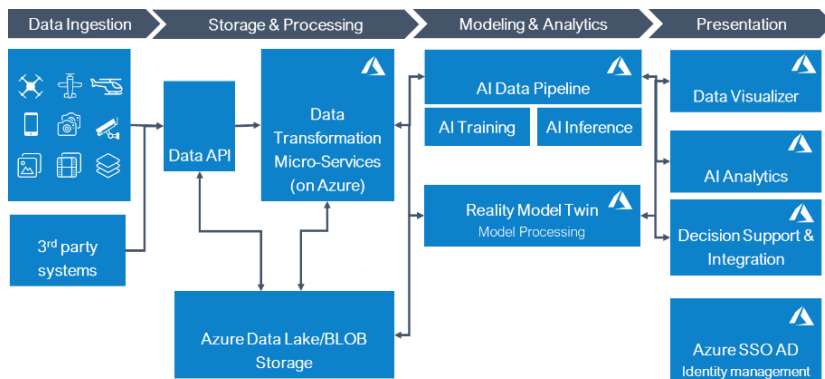 Data Ingestion
Storage & Processing
Modeling & Analytics
Presentation
Data API
Data
Transformation
Micro-Services
(on Azure)
3rd party
systems
Azure Data Lake/BLOB
Storage
AI Data Pipeline
AI Training
AI Inference
Reality Model Twin
Model Processing
Data Visualizer
AI Analytics
Decision Support &
Integration
Azure SSO AD
Identity management